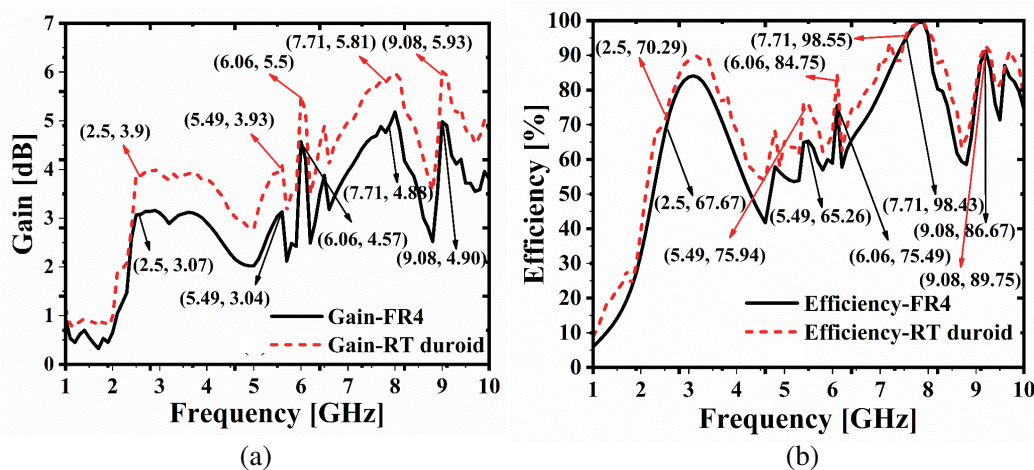 (a)
Gain [dB]
7
6
5
4
3
2
1
0
(7.71, 5.81)
(9.08, 5.93)
(6.06, 5.5)
(5.49, 3.93)
(2.5, 3.9)
(7.71, 4.88)
(6.06, 4.57)
(2.5, 3.07)
(9.08, 4.90)
(5.49, 3.04)
Gain-FR4
Gain-RT duroid
1 2 3 4 5 6 7 8 9 10
Frequency [GHz]
(a)
(b)
Efficiency [%]
100
90
80
70
60
50
40
30
20
10
0
(7.71, 98.55)
(2.5, 70.29)
(6.06, 84.75)
(2.5, 67.67)
(5.49, 65.26)
(7.71, 98.43)
(9.08, 86.67)
(5.49, 75.94)
(6.06, 75.49)
(9.08, 89.75)
Efficiency-FR4
Efficiency-RT duroid
1 2 3 4 5 6 7 8 9 10
Frequency [GHz]
(b)